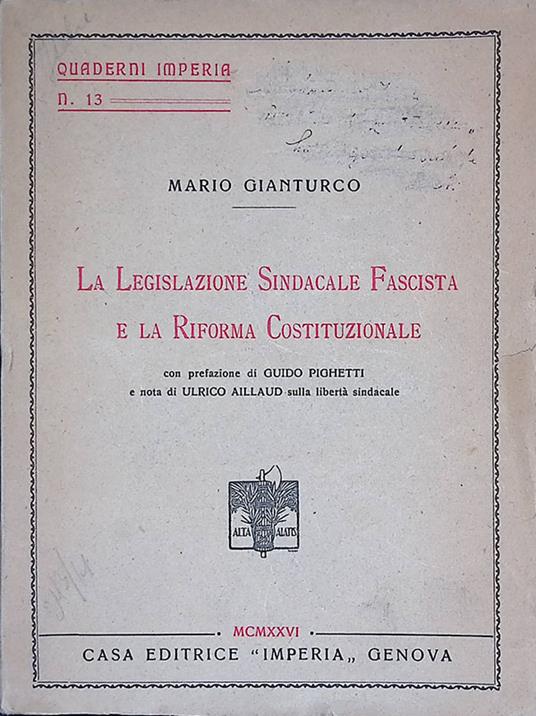 QUADERNI IMPERIA
N. 13
MARIO GIANTURCO
LA LEGISLAZIONE SINDACALE FASCISTA
E LA RIFORMA COSTITUZIONALE
con prefazione di GUIDO PIGHETTI
e nota di ULRICO AILLAUD sulla libertà sindacale
ALTA ALATIS
• MCMXXVI •
CASA EDITRICE "IMPERIA„ GENOVA